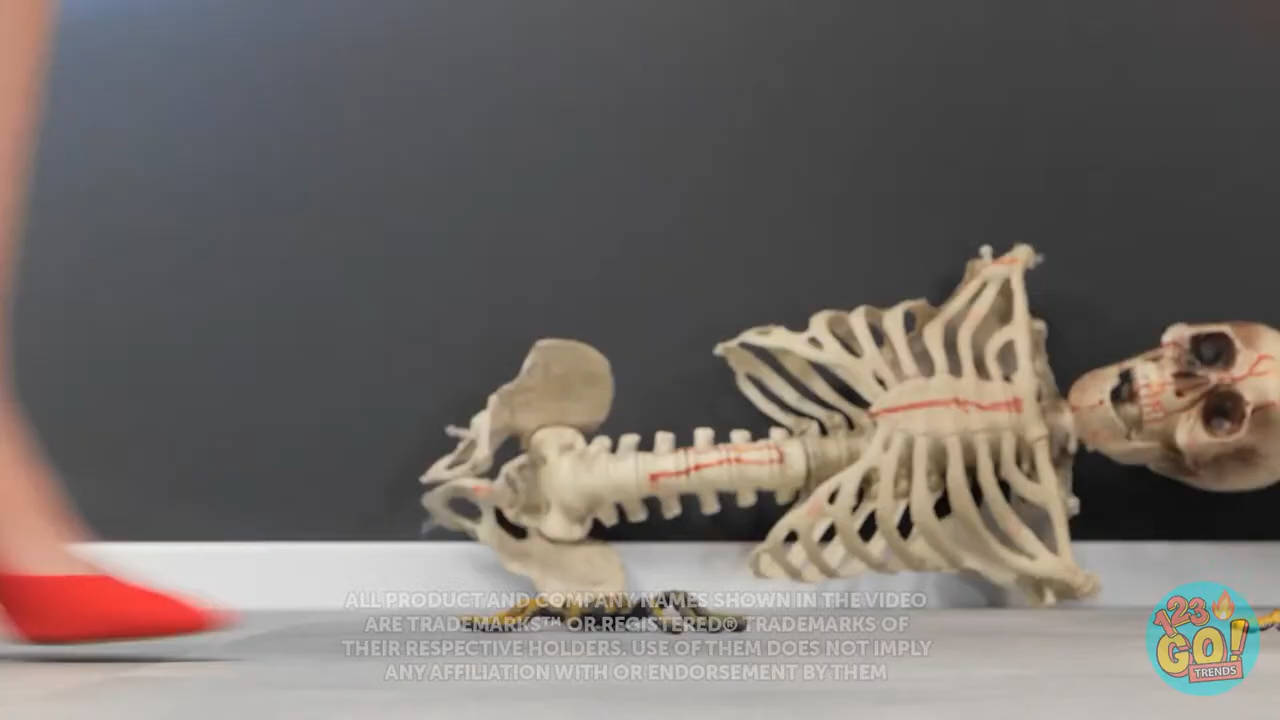 ALL PRODUCT AND COMPANY NAMES SHOWN IN THE VIDEO
ARE TRADEMARKS™ OR REGISTERED® TRADEMARKS OF
THEIR RESPECTIVE HOLDERS. USE OF THEM DOES NOT IMPLY
ANY AFFILIATION WITH OR ENDORSEMENT BY THEM
123
GO!
TRENDS